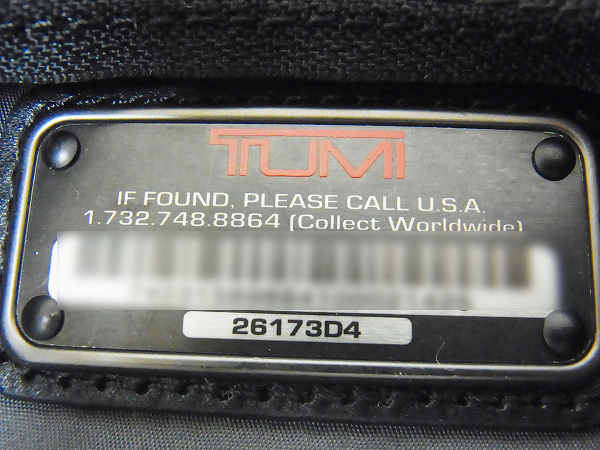 TUMI
IF FOUND, PLEASE CALL U.S.A.
1.732.748.8864 (Collect Worldwide)
26173D4